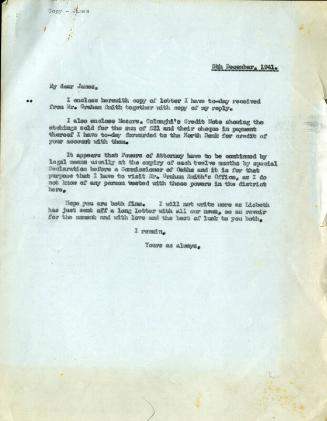 Copy - James
5th December, 1941.
My dear James,
I enclose herewith copy of letter I have to-day received
from Mr. Graham Smith together with copy of my reply.
I also enclose Messrs. Colnaghi's Credit Note showing the
etchings sold for the sum of £21 and their cheque in payment
thereof I have to-day forwarded to the North Bank for credit of
your account with them.
It appears that Powers of Attorney have to be confirmed by
legal means usually at the expiry of each twelve months by special
Declaration before a Commissioner of Oaths and it is for that
purpose that I have to visit Mr. Graham Smith's Office, as I do
not know of any person vested with these powers in the district
here.
Hope you are both fine. I will not write more as Lisbeth
has just sent off a long letter with all our news, so au revoir
for the moment and with love and the best of luck to you both,
I remain,
Yours as always,